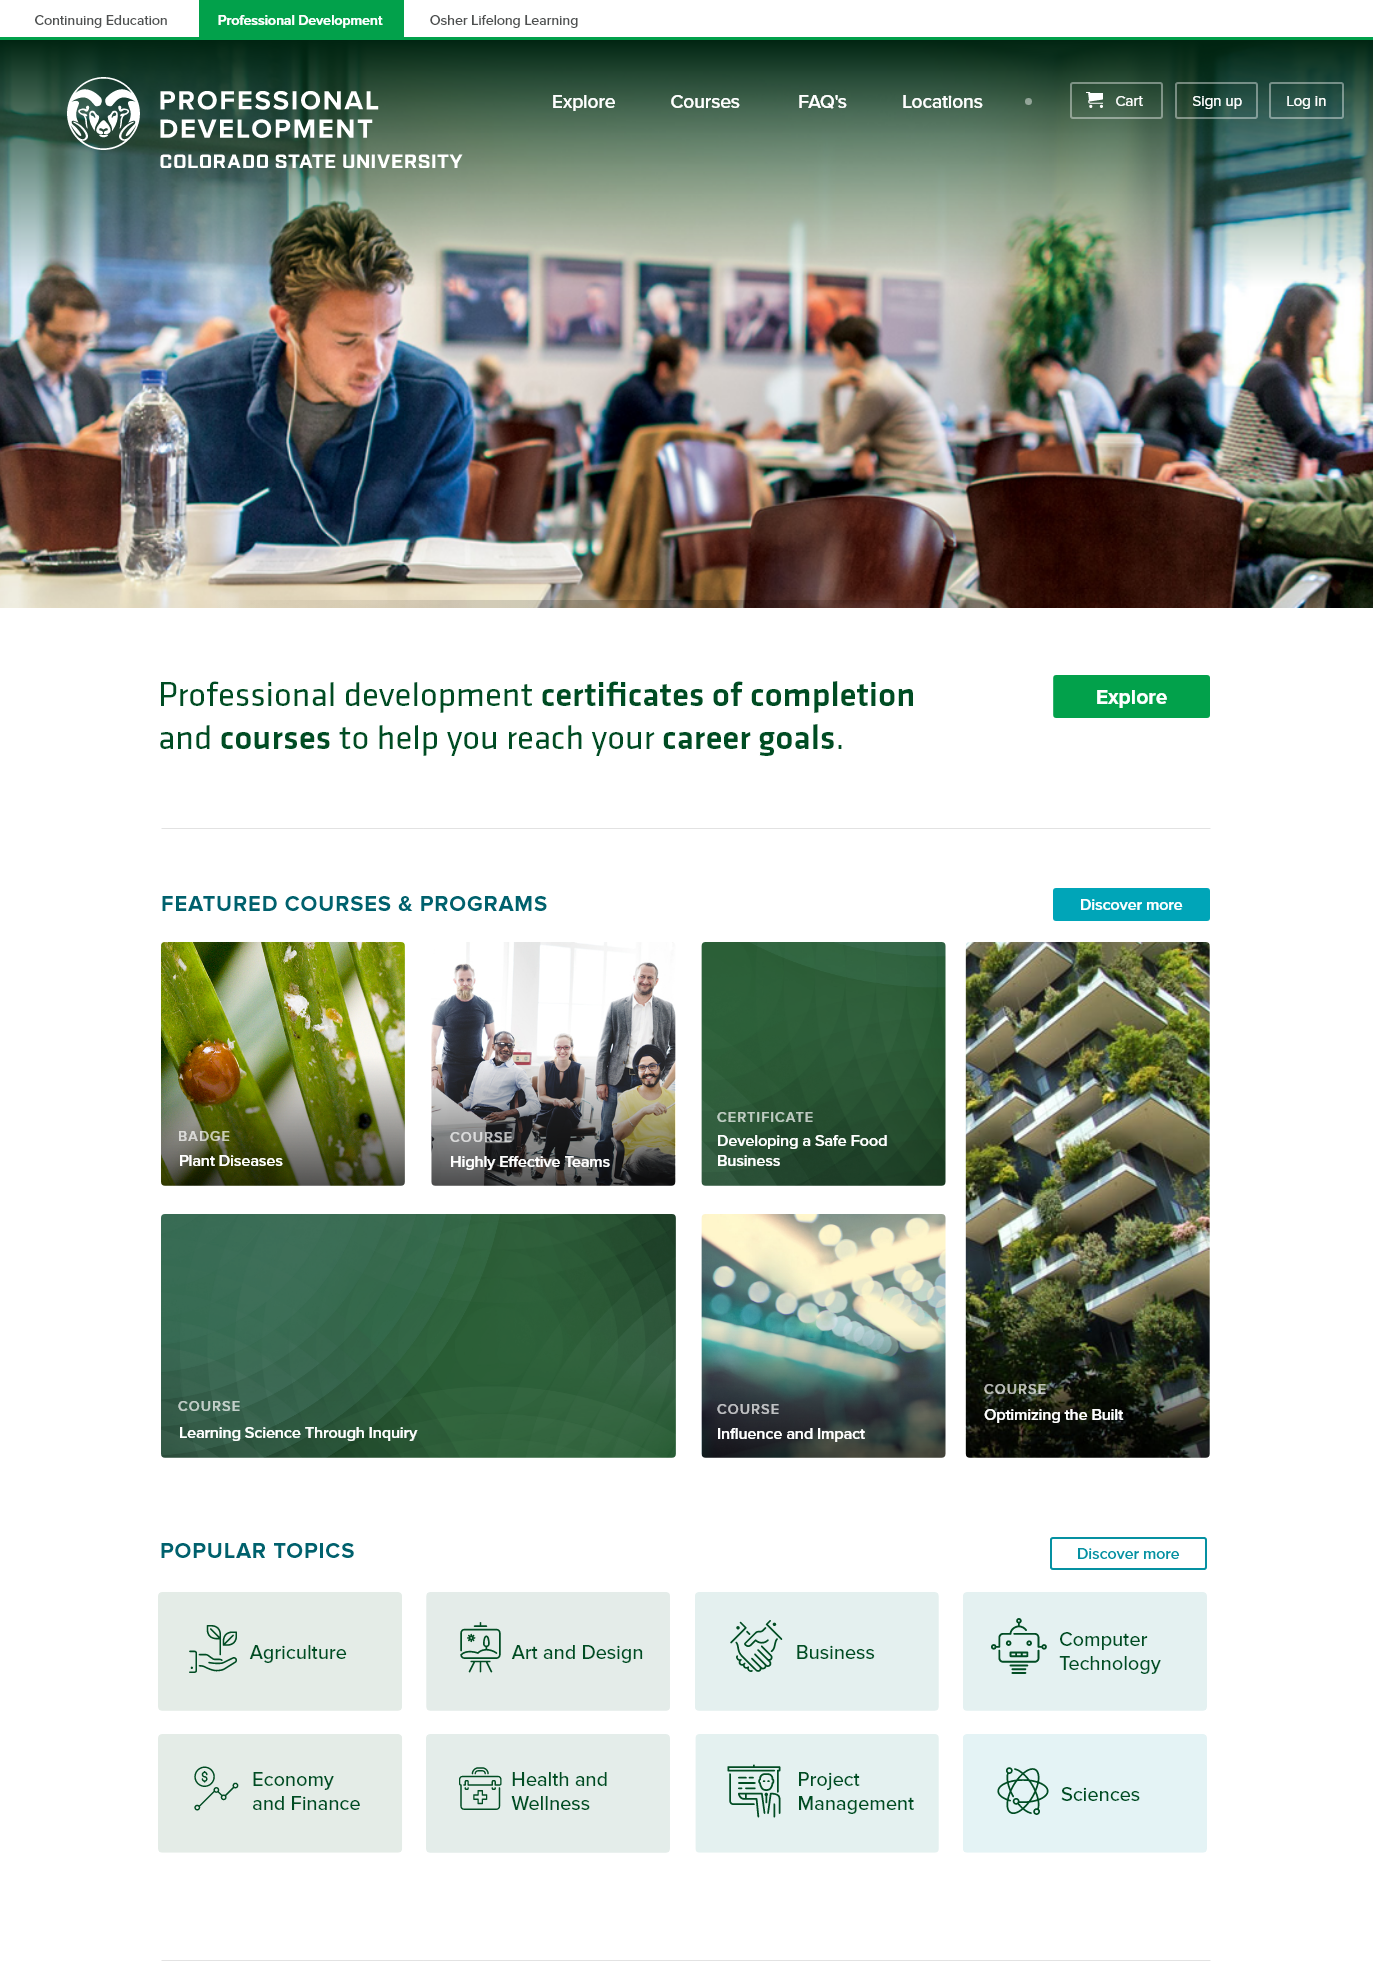 Continuing Education
Professional Development
Osher Lifelong Learning
PROFESSIONAL
DEVELOPMENT
COLORADO STATE UNIVERSITY
Explore
Courses
FAQ's
Locations
Cart
Sign up
Log In
Professional development certificates of completion
and courses to help you reach your career goals.
Explore
FEATURED COURSES & PROGRAMS
Discover more
BADGE
Plant Diseases
COURSE
Highly Effective Teams
CERTIFICATE
Developing a Safe Food
Business
COURSE
Optimizing the Built
COURSE
Learning Science Through Inquiry
COURSE
Influence and Impact
POPULAR TOPICS
Discover more
Agriculture
Art and Design
Business
Computer
Technology
Economy
and Finance
Health and
Wellness
Project
Management
Sciences